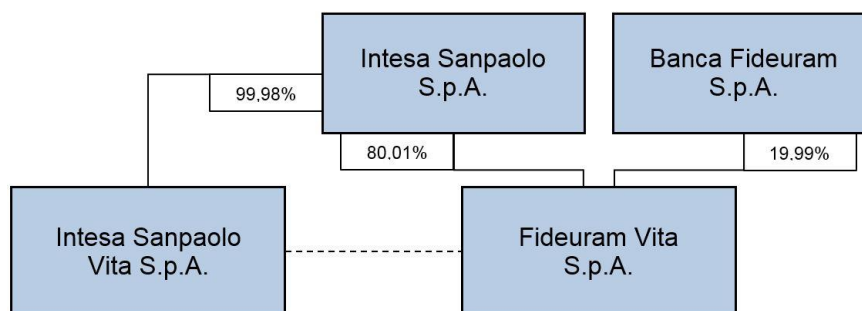 Intesa Sanpaolo
S.p.A.
Banca Fideuram
S.p.A.
99,98%
80,01%
19,99%
Intesa Sanpaolo
Vita S.p.A.
Fideuram Vita
S.p.A.